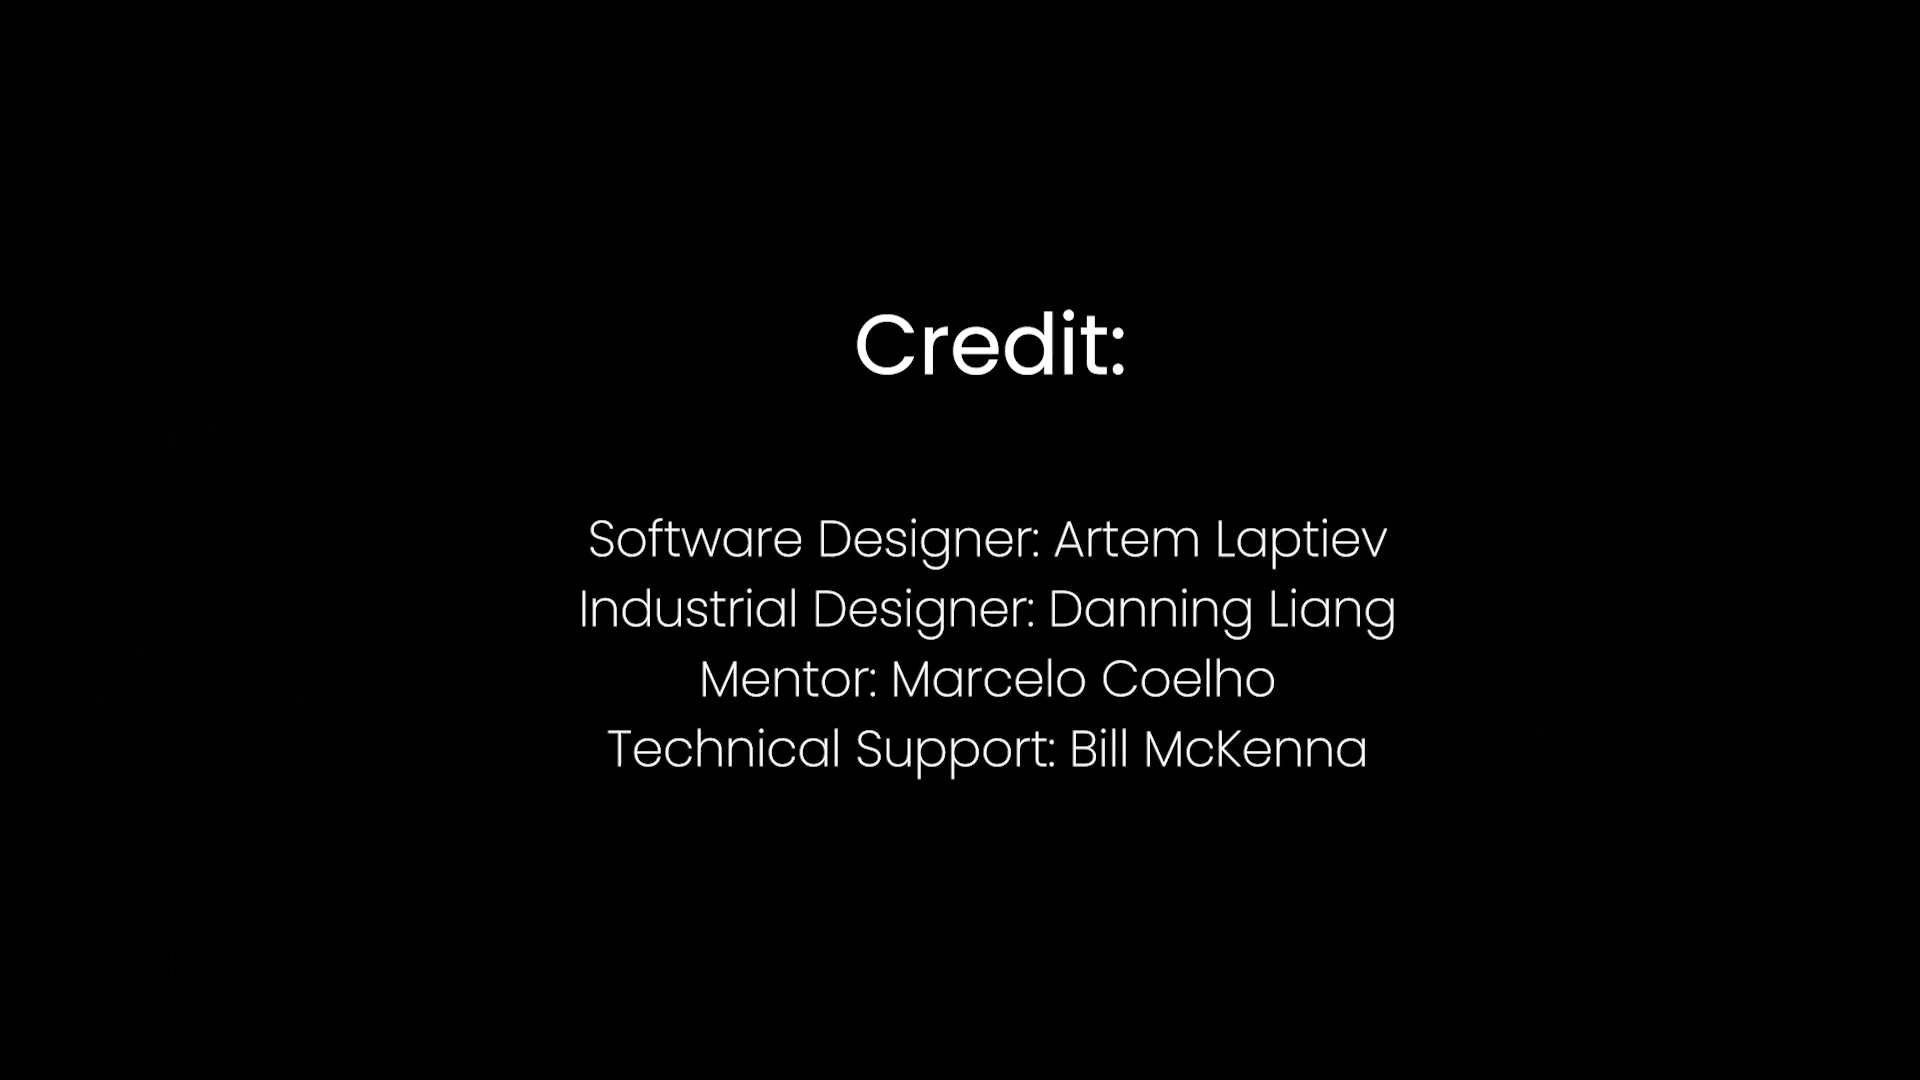 Credit:
Software Designer: Artem Laptiev
Industrial Designer: Danning Liang
Mentor: Marcelo Coelho
Technical Support: Bill McKenna